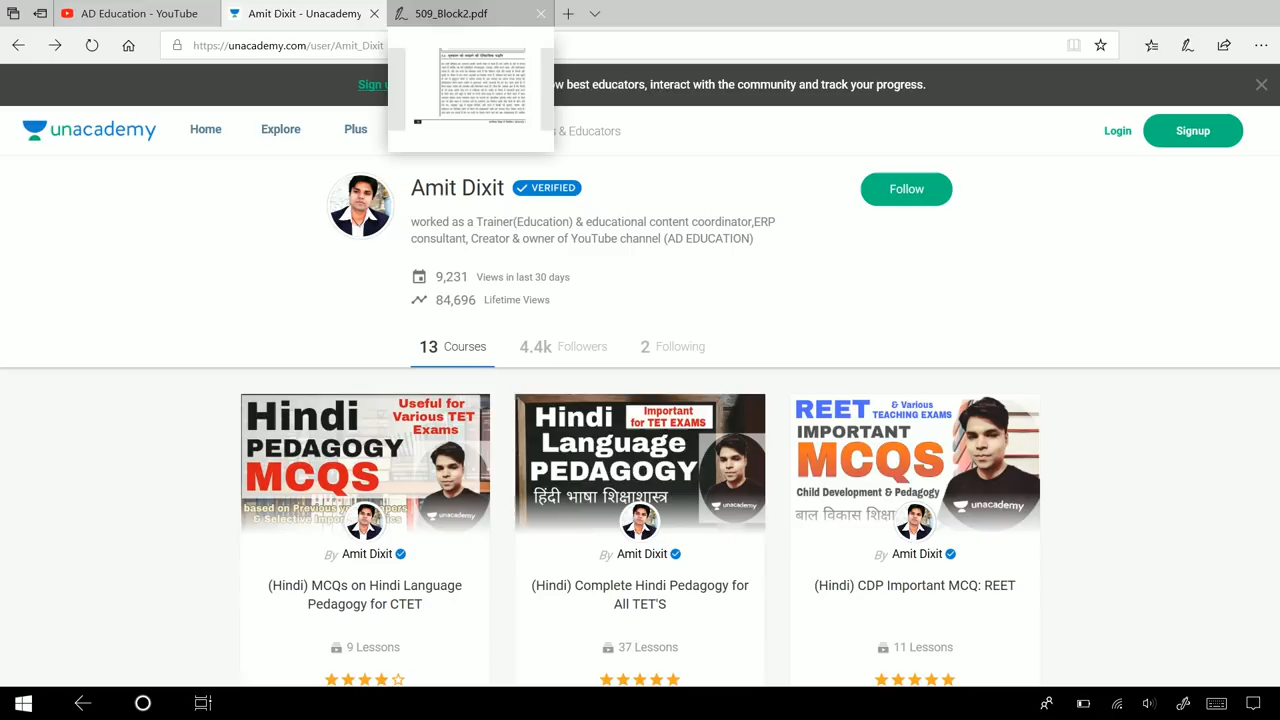 AD Education - YouTube
Amit Dixit - Unacademy
509_Block2.pdf
https://unacademy.com/user/Amit_Dixit
Sign u
w best educators, interact with the community and track your progress.
unacademy
Home
Explore
Plus
s & Educators
Login
Signup
Amit Dixit
VERIFIED
Follow
worked as a Trainer(Education) & educational content coordinator,ERP
consultant, Creator & owner of YouTube channel (AD EDUCATION)
9,231 Views in last 30 days
84,696 Lifetime Views
13 Courses
4.4k Followers
2 Following
Hindi
Useful for
Various TET
Exams
PEDAGOGY
MCQS
unacademy
By Amit Dixit
(Hindi) MCQs on Hindi Language
Pedagogy for CTET
9 Lessons
Hindi
Important
for TET EXAMS
Language
PEDAGOGY
हिंदी भाषा शिक्षाशास्त्र
unacademy
By Amit Dixit
(Hindi) Complete Hindi Pedagogy for
All TET'S
37 Lessons
REET
& Various
TEACHING EXAMS
IMPORTANT
MCQS
Child Development & Pedagogy
बाल विकास
unacademy
By Amit Dixit
(Hindi) CDP Important MCQ: REET
11 Lessons